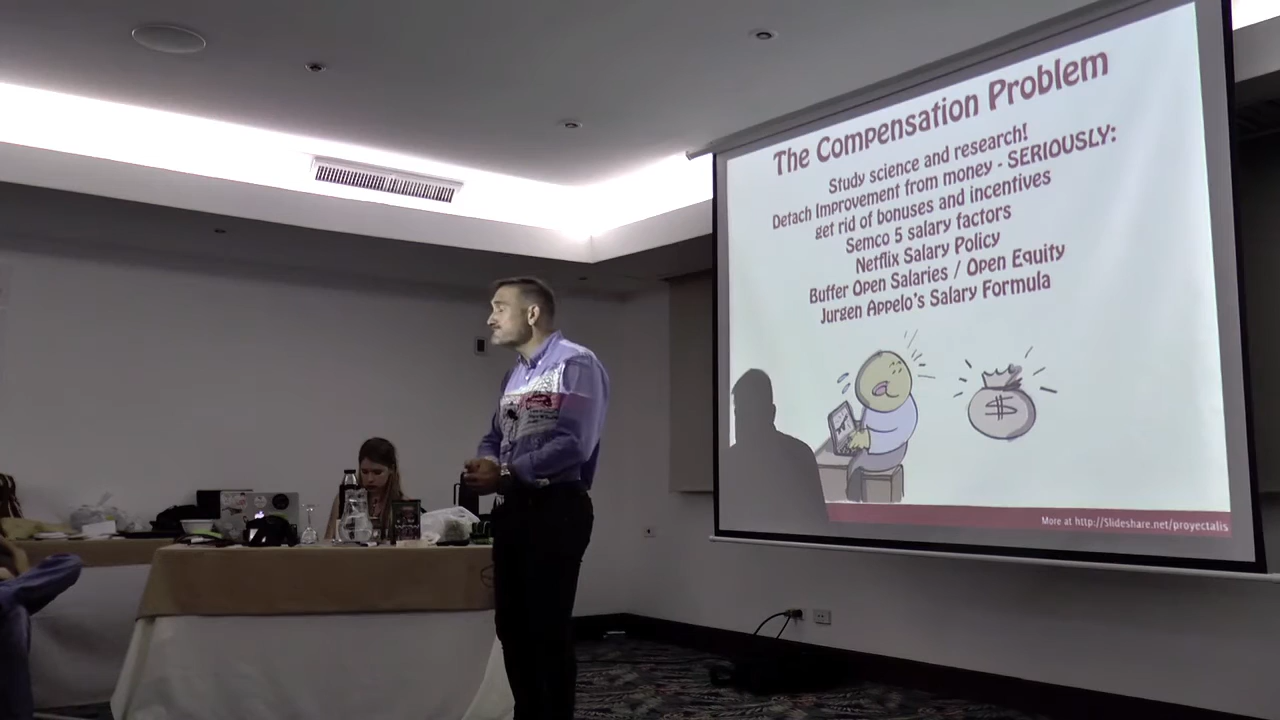 The Compensation Problem
Study science and research!
Detach Improvement from money - SERIOUSLY:
get rid of bonuses and incentives
Semco 5 salary factors
Netflix Salary Policy
Buffer Open Salaries / Open Equity
Jurgen Appelo's Salary Formula
$
More at http://Slideshare.net/proyectalis